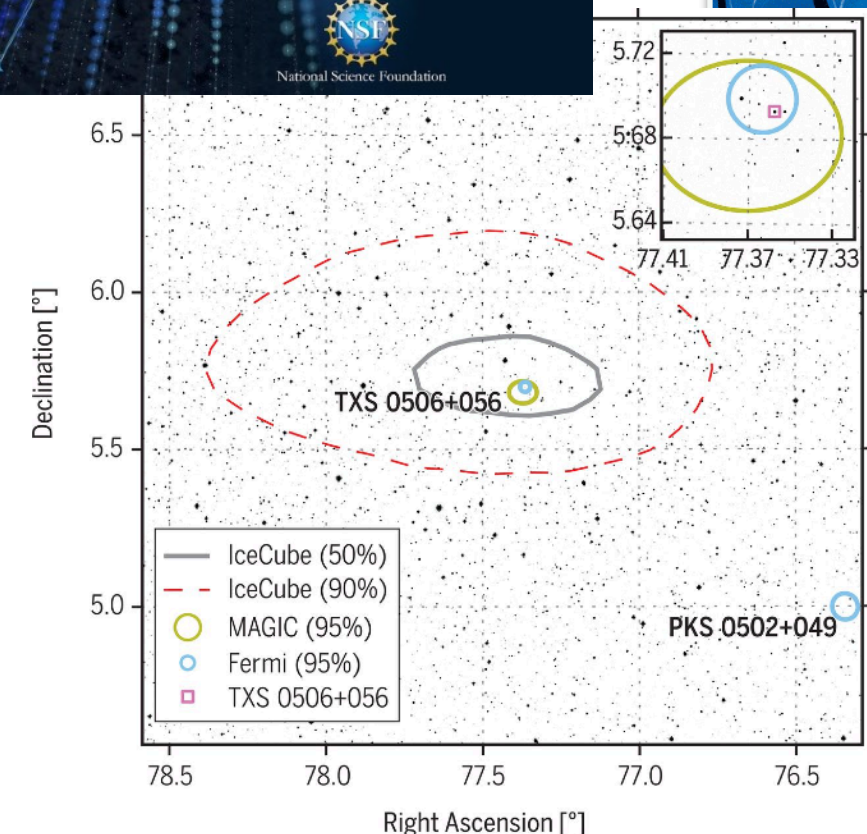 NSF
National Science Foundation
5.72
5.68
5.64
77.41 77.37 77.33
6.5
6.0
5.5
5.0
Declination [°]
TXS 0506+056
PKS 0502+049
IceCube (50%)
IceCube (90%)
MAGIC (95%)
Fermi (95%)
TXS 0506+056
78.5 78.0 77.5 77.0 76.5
Right Ascension [°]